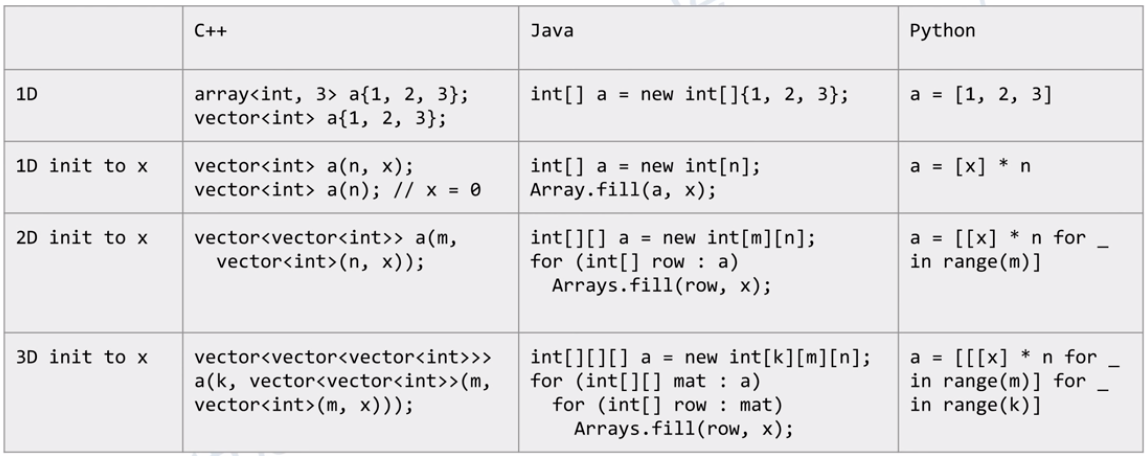 C++ Java Python
1D
array<int, 3> a{1, 2, 3};
vector<int> a{1, 2, 3};
int[] a = new int[]{1, 2, 3};
a = [1, 2, 3]
1D init to x
vector<int> a(n, x);
vector<int> a(n); // x = 0
int[] a = new int[n];
Array.fill(a, x);
a = [x] * n
2D init to x
vector<vector<int>> a(m,
vector<int>(n, x));
int[][] a = new int[m][n];
for (int[] row : a)
Arrays.fill(row, x);
a = [[x] * n for _
in range(m)]
3D init to x
vector<vector<vector<int>>>
a(k, vector<vector<int>>(m,
vector<int>(m, x)));
int[][][] a = new int[k][m][n];
for (int[][] mat : a)
for (int[] row : mat)
Arrays.fill(row, x);
a = [[[x] * n for _
in range(m)] for _
in range(k)]